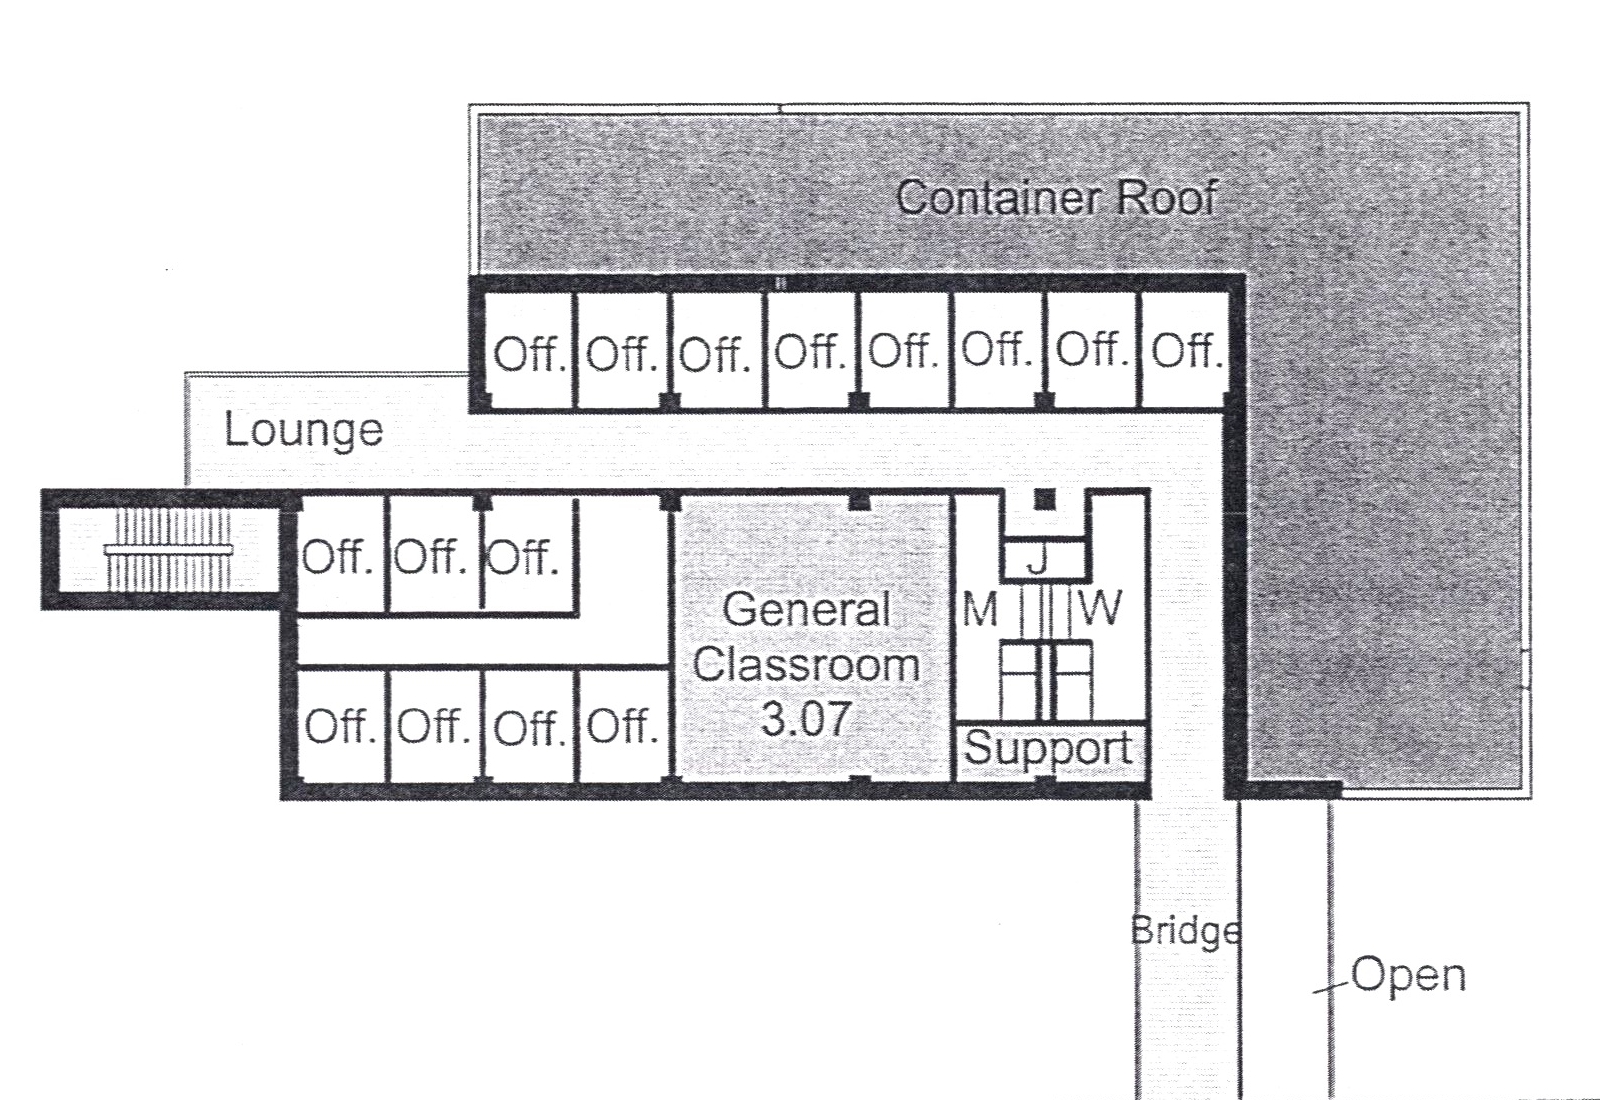 Container Roof
Off. Off. Off. Off. Off. Off. Off. Off.
Lounge
Off. Off. Off.
J
General
Classroom
3.07
M W
Off. Off. Off. Off.
Support
Bridge
Open